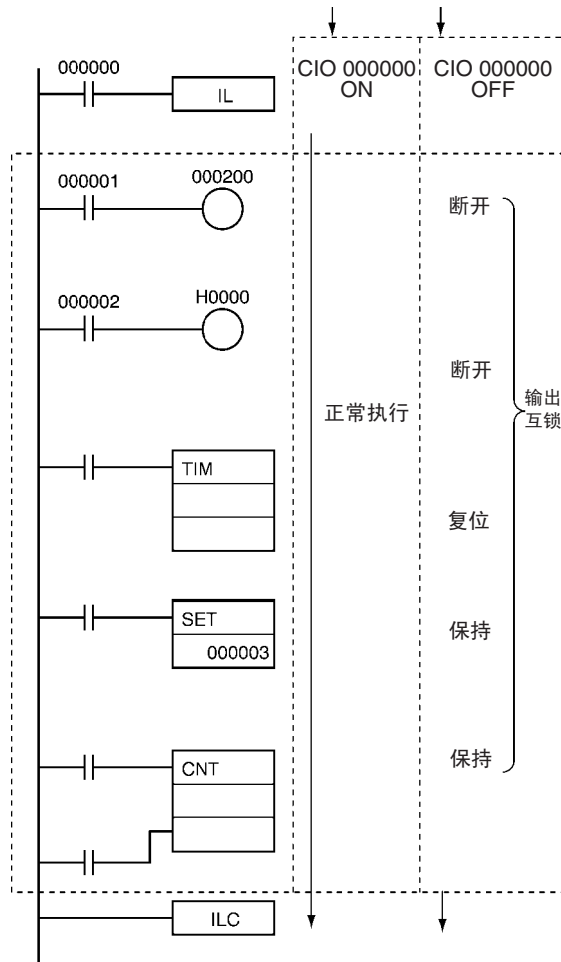 000000
IL
CIO 000000
ON
CIO 000000
OFF
000001
000200
断开
000002
H0000
断开
正常执行
输出
互锁
TIM
复位
SET
000003
保持
CNT
保持
ILC